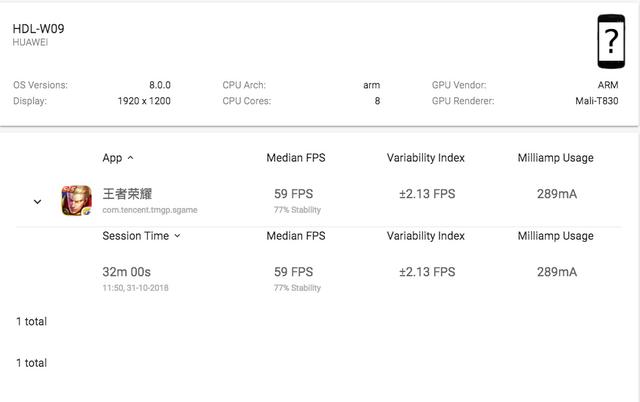 HDL-W09
HUAWEI
OS Versions: 8.0.0 CPU Arch: arm GPU Vendor: ARM
Display: 1920 x 1200 CPU Cores: 8 GPU Renderer: Mali-T830
?
App Median FPS Variability Index Milliamp Usage
王者荣耀 59 FPS ±2.13 FPS 289mA
com.tencent.tmgp.sgame 77% Stability
Session Time Median FPS Variability Index Milliamp Usage
32m 00s 59 FPS ±2.13 FPS 289mA
11:50, 31-10-2018 77% Stability
1 total
1 total